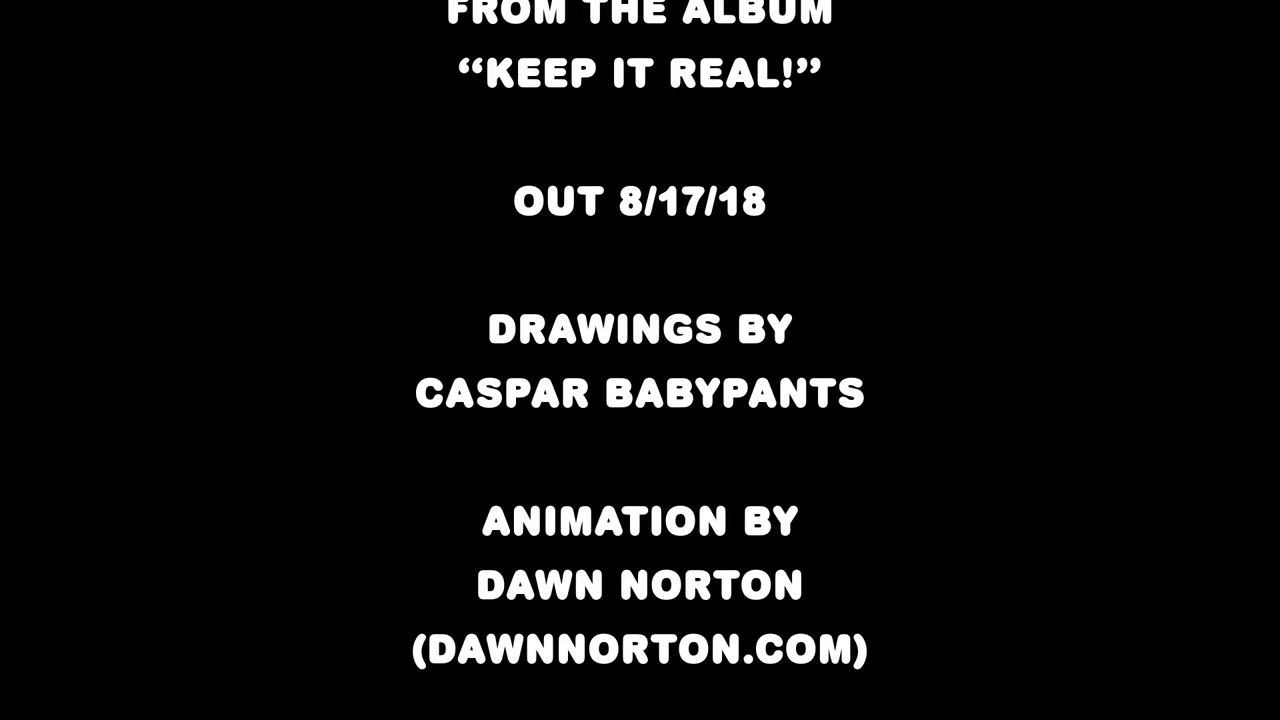 FROM THE ALBUM
“KEEP IT REAL!”
OUT 8/17/18
DRAWINGS BY
CASPAR BABYPANTS
ANIMATION BY
DAWN NORTON
(DAWNNORTON.COM)